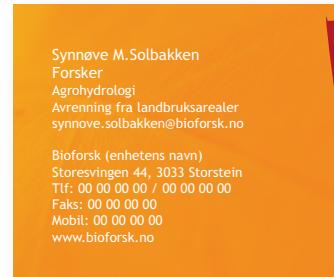 Synnøve M.Solbakken
Forsker
Agrohydrologi
Avrenning fra landbruksarealer
synnove.solbakken@bioforsk.no
Bioforsk (enhetens navn)
Storesvingen 44, 3033 Storstein
Tlf: 00 00 00 00 / 00 00 00 00
Faks: 00 00 00 00
Mobil: 00 00 00 00
www.bioforsk.no